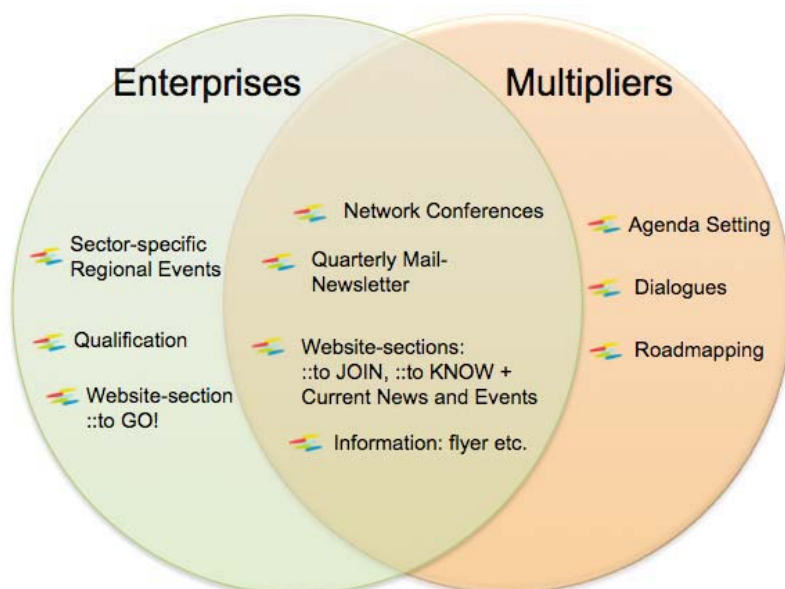 Enterprises
Multipliers
Sector-specific
Regional Events
Qualification
Website-section
::to GO!
Network Conferences
Quarterly Mail-
Newsletter
Website-sections:
::to JOIN, ::to KNOW +
Current News and Events
Information: flyer etc.
Agenda Setting
Dialogues
Roadmapping